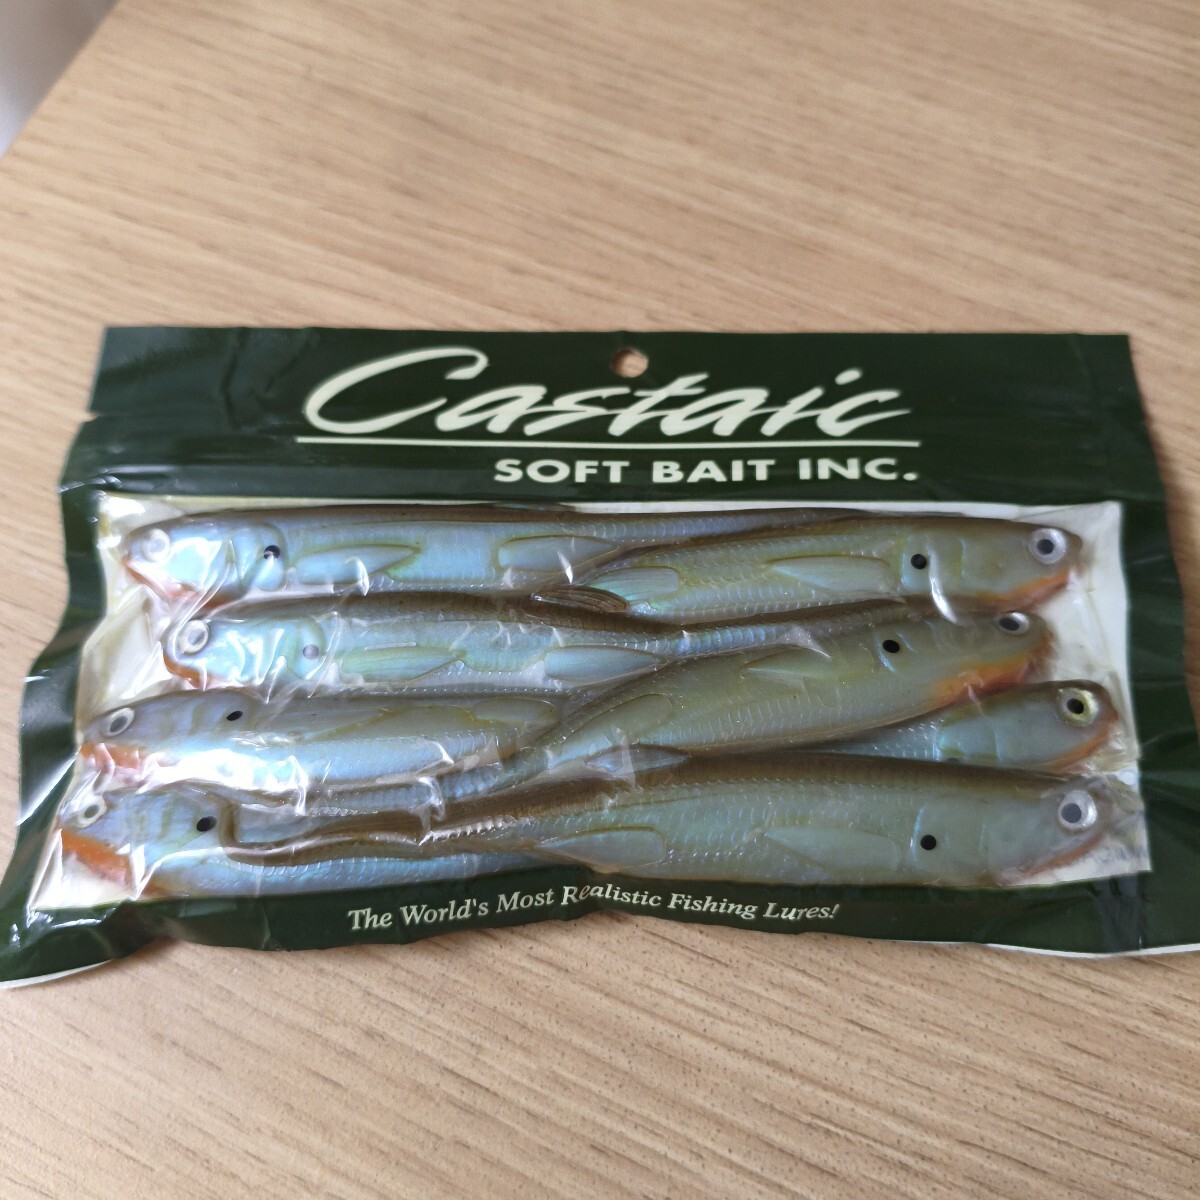 Castaic
SOFT BAIT INC.
The World's Most Realistic Fishing Lures!